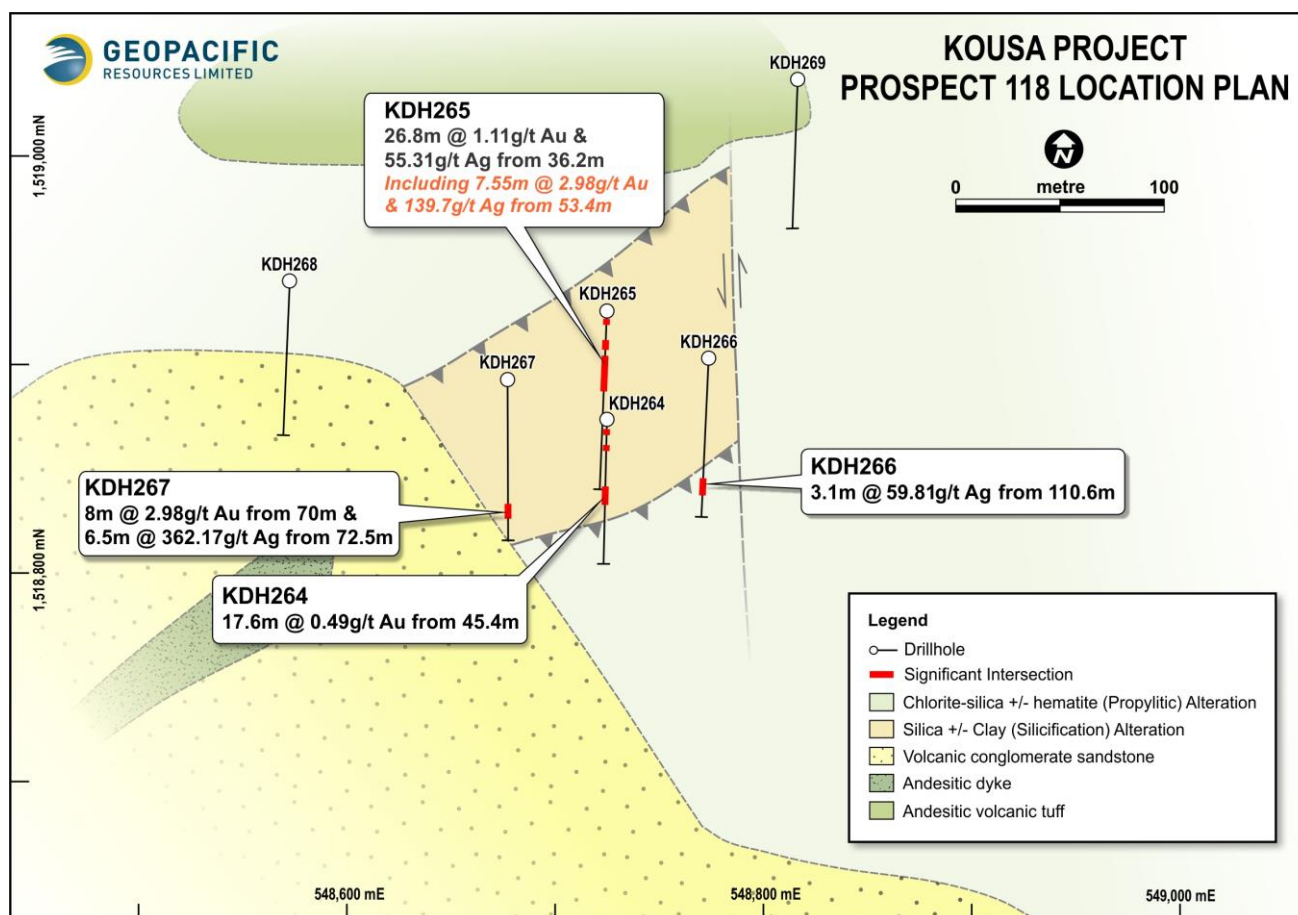 GEOPACIFIC
RESOURCES LIMITED
KOUSA PROJECT
PROSPECT 118 LOCATION PLAN
N
0 metre 100
KDH269
KDH265
26.8m @ 1.11g/t Au &
55.31g/t Ag from 36.2m
Including 7.55m @ 2.98g/t Au
& 139.7g/t Ag from 53.4m
1,519,000 mN
KDH268
KDH265
KDH267
KDH266
KDH264
KDH267
8m @ 2.98g/t Au from 70m &
6.5m @ 362.17g/t Ag from 72.5m
KDH266
3.1m @ 59.81g/t Ag from 110.6m
1,518,800 mN
KDH264
17.6m @ 0.49g/t Au from 45.4m
Legend
Drillhole
Significant Intersection
Chlorite-silica +/- hematite (Propylitic) Alteration
Silica +/- Clay (Silicification) Alteration
Volcanic conglomerate sandstone
Andesitic dyke
Andesitic volcanic tuff
548,600 mE
548,800 mE
549,000 mE